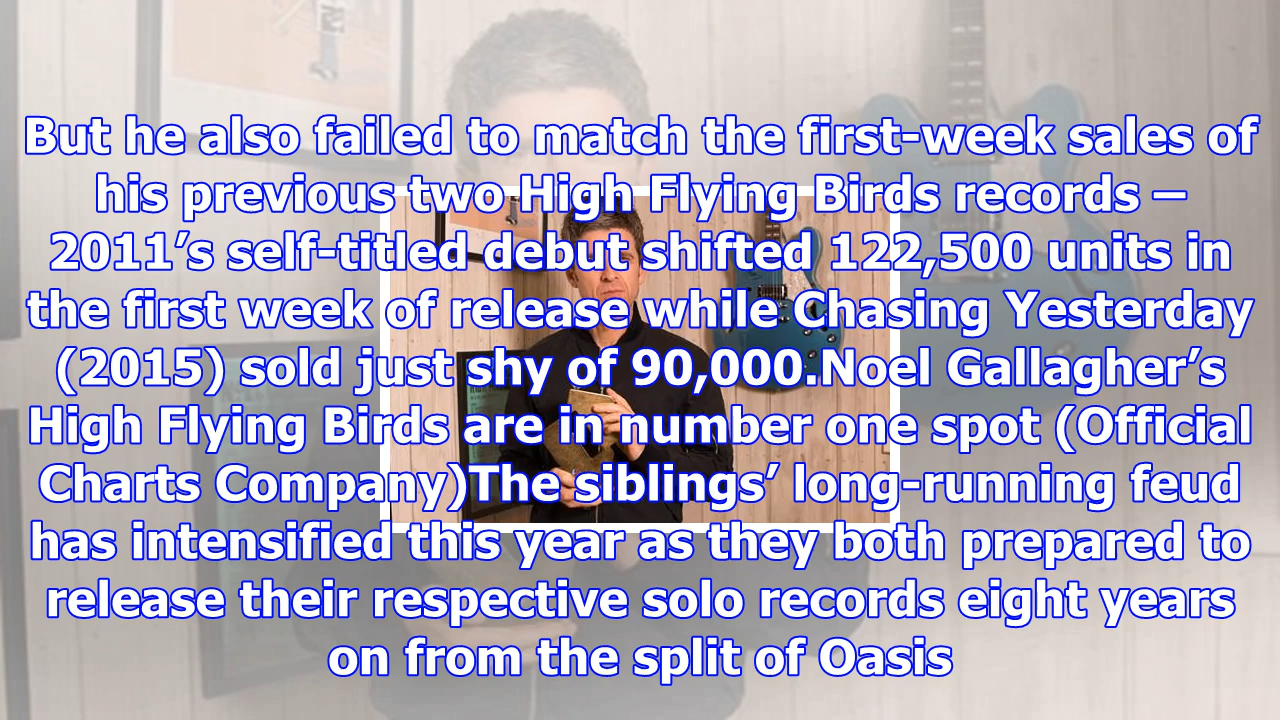 But he also failed to match the first-week sales of
his previous two High Flying Birds records –
2011’s self-titled debut shifted 122,500 units in
the first week of release while Chasing Yesterday
(2015) sold just shy of 90,000.Noel Gallagher’s
High Flying Birds are in number one spot (Official
Charts Company)The siblings’ long-running feud
has intensified this year as they both prepared to
release their respective solo records eight years
on from the split of Oasis